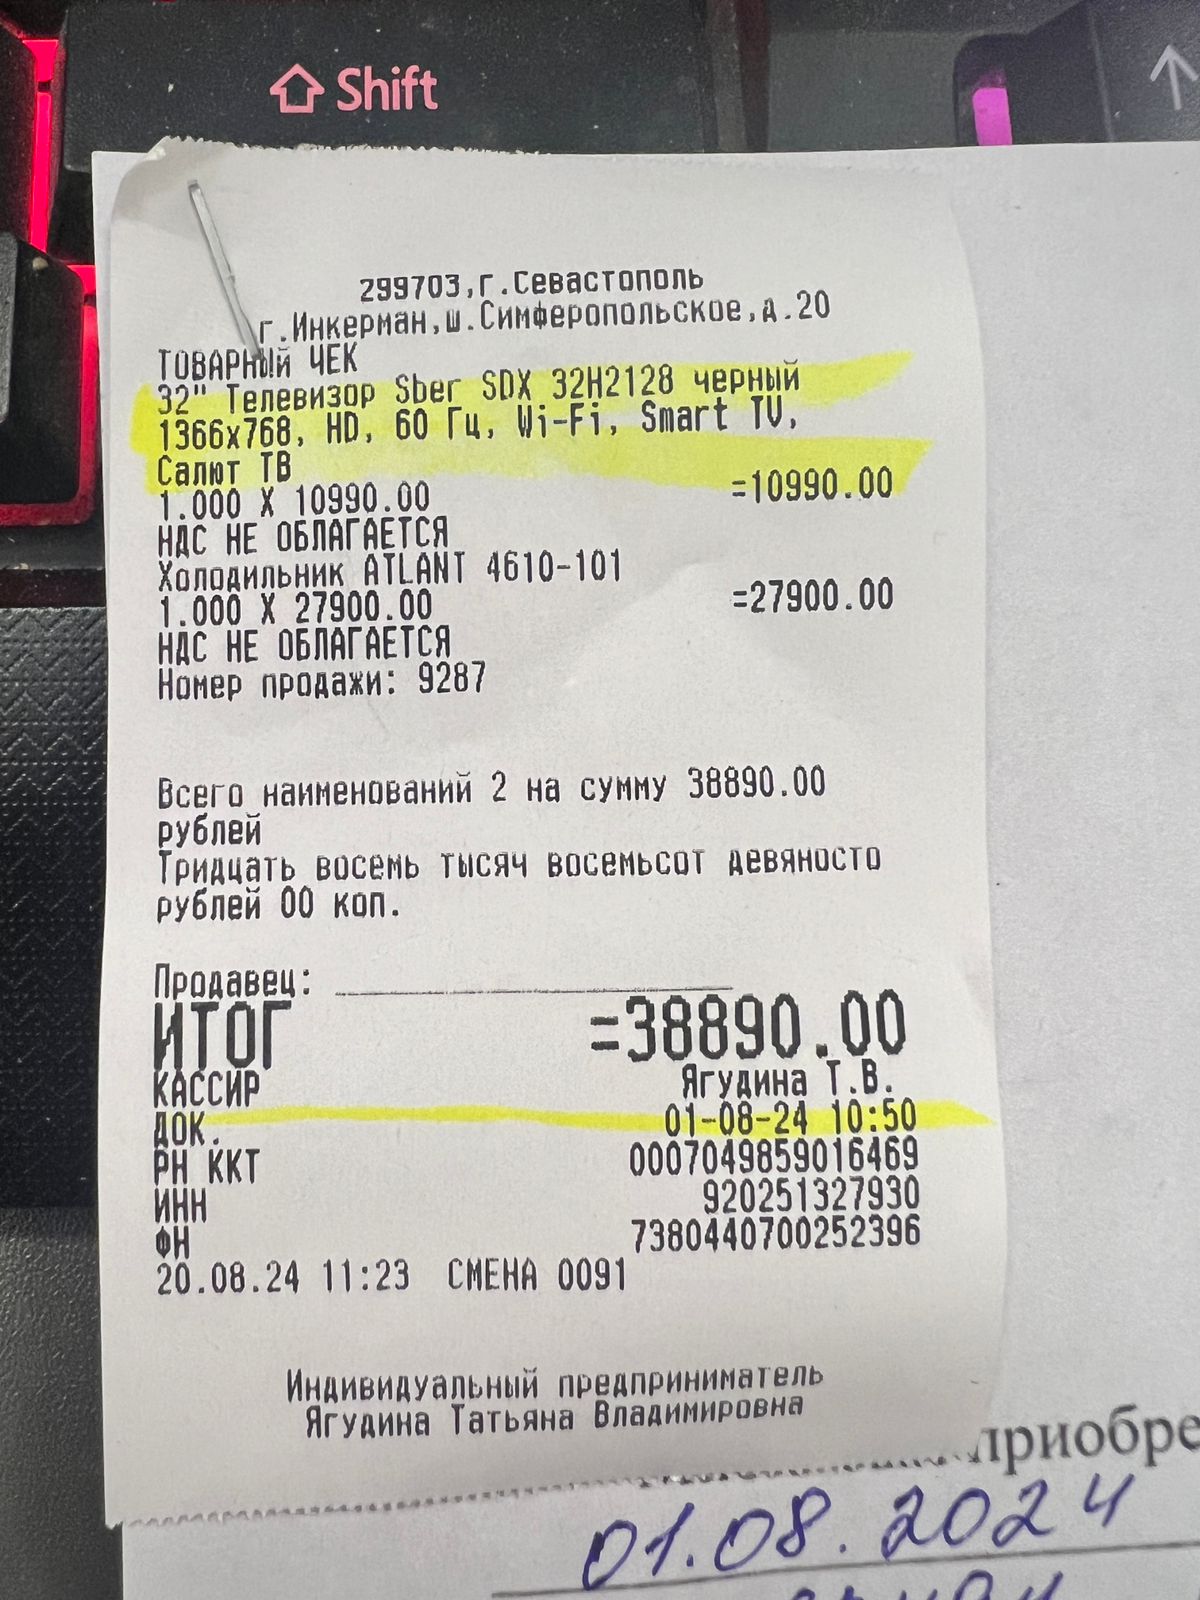 Shift
299703,г.Севастополь
г.Инкерман,ш.Симферопольское,д.20
ТОВАРНЫЙ ЧЕК
32" Телевизор Sber SDX 32H2128 черный
1366x768, HD, 60 Гц, Wi-Fi, Smart TV,
Салют ТВ
1.000 X 10990.00 =10990.00
НДС НЕ ОБЛАГАЕТСЯ
Холодильник ATLANT 4610-101
1.000 X 27900.00 =27900.00
НДС НЕ ОБЛАГАЕТСЯ
Номер продажи: 9287
Всего наименований 2 на сумму 38890.00
рублей
Тридцать восемь тысяч восемьсот девяносто
рублей 00 коп.
Продавец:
ИТОГ =38890.00
КАССИР Ягудина Т.В.
ДОК. 01-08-24 10:50
РН ККТ 0007049859016469
ИНН 920251327930
ФН 7380440700252396
20.08.24 11:23 СМЕНА 0091
Индивидуальный предприниматель
Ягудина Татьяна Владимировна
приобре
01.08.2024